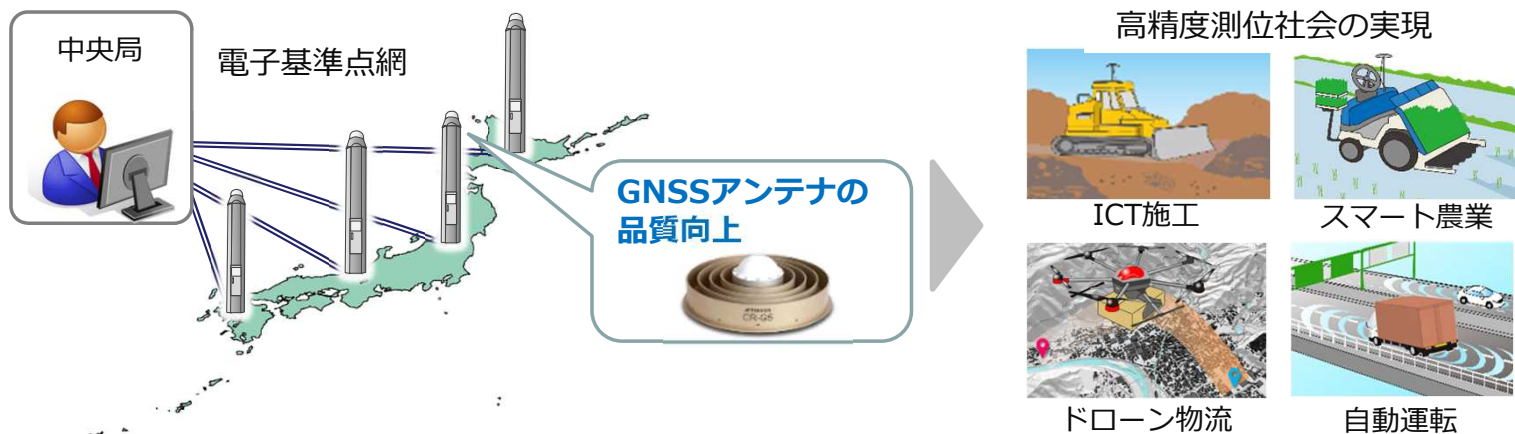 中央局
電子基準点網
GNSSアンテナの
品質向上
CR-G5
高精度測位社会の実現
ICT施工
スマート農業
ドローン物流
自動運転